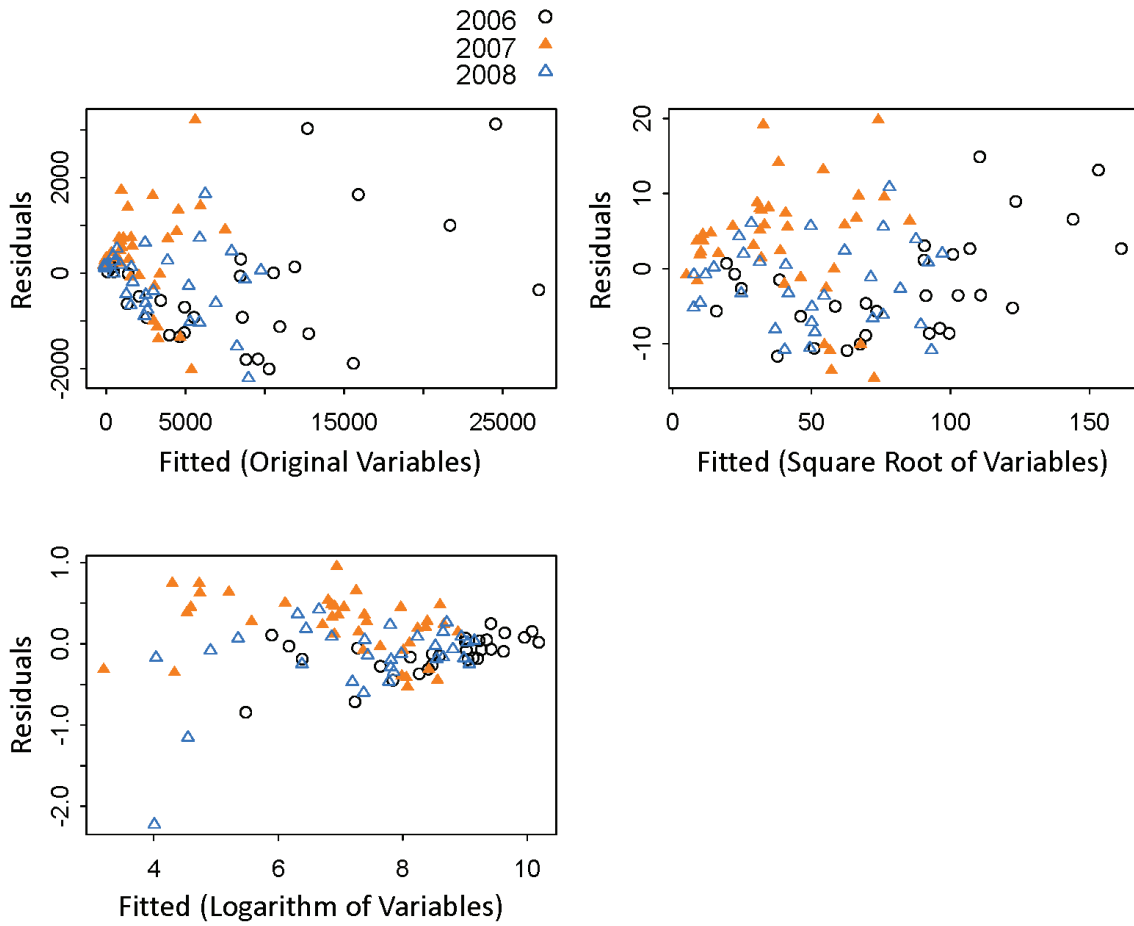 2006
2007
2008
Residuals
-2000 0 2000
0 5000 15000 25000
Fitted (Original Variables)
Residuals
-10 0 10 20
0 50 100 150
Fitted (Square Root of Variables)
Residuals
-2.0 -1.0 0.0 1.0
4 6 8 10
Fitted (Logarithm of Variables)